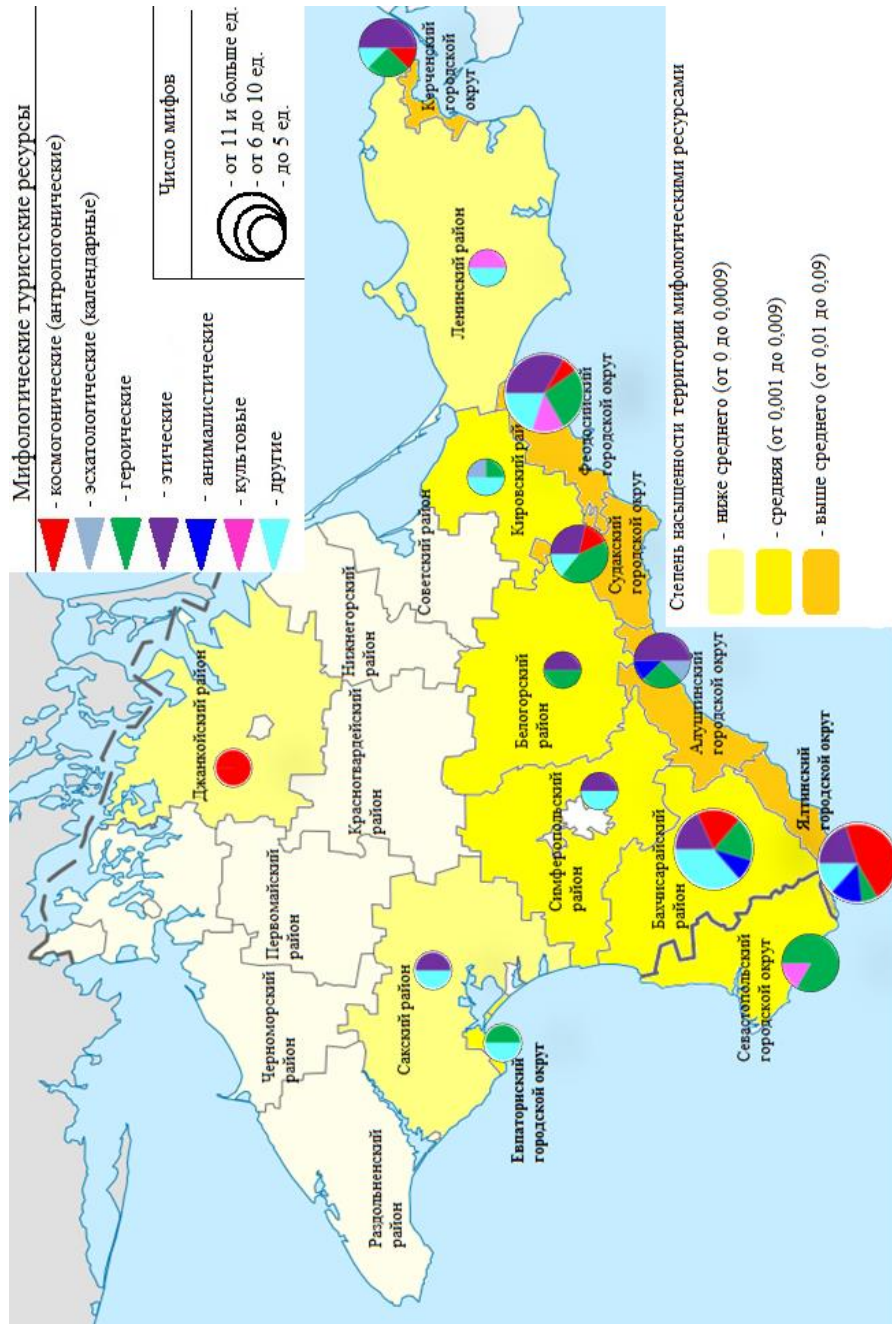 Мифологические туристские ресурсы
- космогонические (антропогонические)
- эсхатологические (календарные)
- героические
- этические
- анималистические
- культовые
- другие
Число мифов
- от 11 и больше ед.
- от 6 до 10 ед.
- до 5 ед.
Джанкойский район
Нижнегорский
район
Советский район
Кировский рай
Ленинский район
Керченский
городской
округ
Феодосийский
городской округ
Судакский
городской округ
Белогорский
район
Красногвардейский
район
Первомайский
район
Черноморский
район
Раздольненский
район
Сакский район
Евпаториский
городской округ
Симферопольский
район
Бахчисарайский
район
Алуштинский
городской округ
Ялтинский
городской округ
Севастопольский
городской округ
Степень насыщенности территории мифологическими ресурсами
- ниже среднего (от 0 до 0,0009)
- средняя (от 0,001 до 0,009)
- выше среднего (от 0,01 до 0,09)